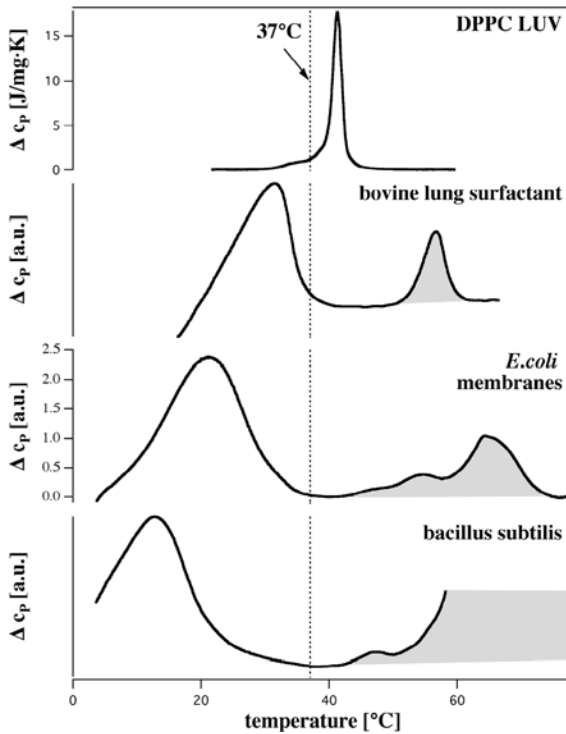 DPPC LUV
37°C
Δ cP [J/mg·K]
15
10
5
0
bovine lung surfactant
Δ cP [a.u.]
E.coli
membranes
Δ cP [a.u.]
2.5
2.0
1.5
1.0
0.5
0.0
bacillus subtilis
Δ cP [a.u.]
0
20
40
60
temperature [°C]